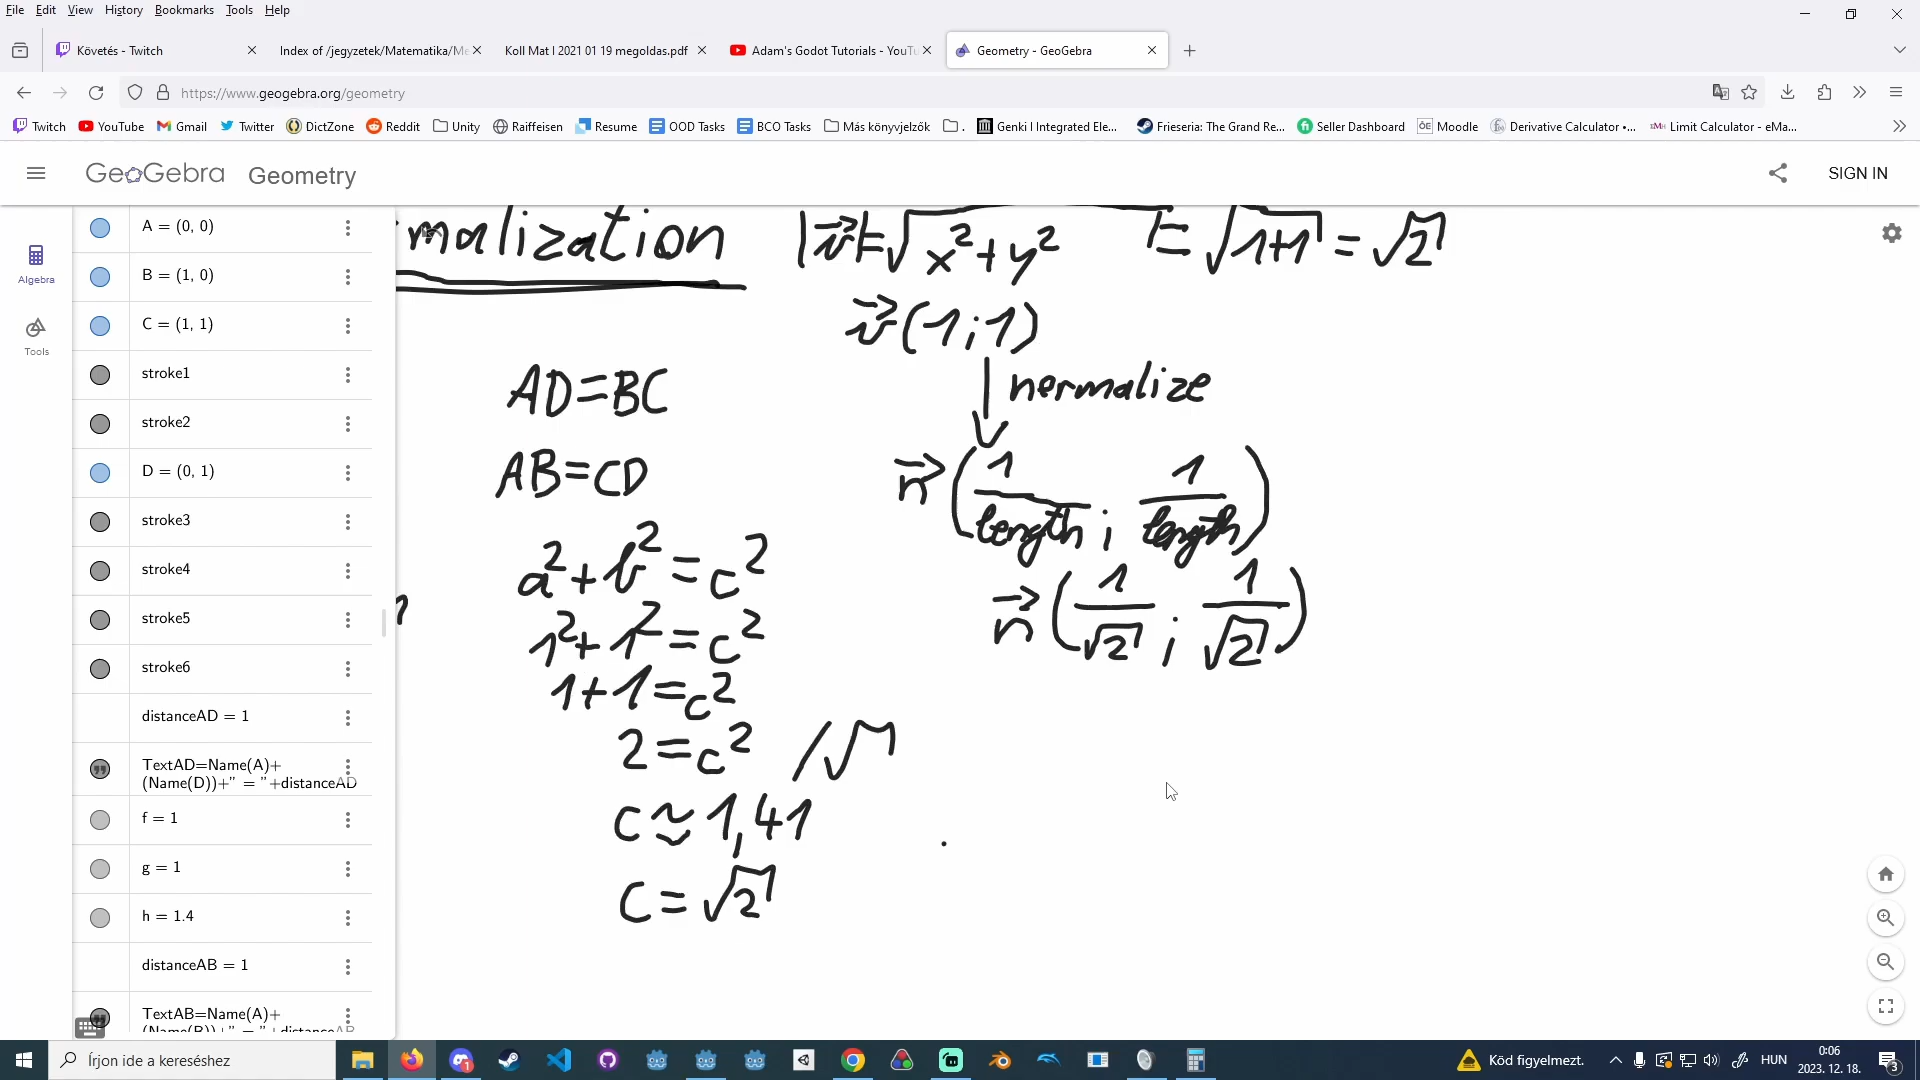 File Edit View History Bookmarks Tools Help
Követés - Twitch
Index of /jegyzetek/Matematika/Me
Koll Mat I 2021 01 19 megoldas.pdf
Adam's Godot Tutorials - YouTu
Geometry - GeoGebra
https://www.geogebra.org/geometry
Twitch YouTube Gmail Twitter DictZone Reddit Unity Raiffeisen Resume OOD Tasks BCO Tasks Más könyvjelzők . Genki I Integrated Ele... Frieseria: The Grand Re... Seller Dashboard Moodle Derivative Calculator •... Limit Calculator - eMa...
GeoGebra Geometry
SIGN IN
Algebra
Tools
A = (0, 0)
B = (1, 0)
C = (1, 1)
stroke1
stroke2
D = (0, 1)
stroke3
stroke4
stroke5
stroke6
distanceAD = 1
TextAD=Name(A)+
(Name(D))+" = "+distanceAD
f = 1
g = 1
h = 1.4
distanceAB = 1
TextAB=Name(A)+
(Name(B))+" = "+distanceAB
malization
|v⃗|=√x²+y² = √1+1 = √2
v⃗(1;1)
normalize
n⃗(1/length ; 1/length)
n⃗(1/√2 ; 1/√2)
AD=BC
AB=CD
a²+b²=c²
1²+1²=c²
1+1=c²
2=c² /√
c≈1,41
c=√2
Írjon ide a kereséshez
Kód figyelmezt.
HUN
0:06
2023. 12. 18.
3